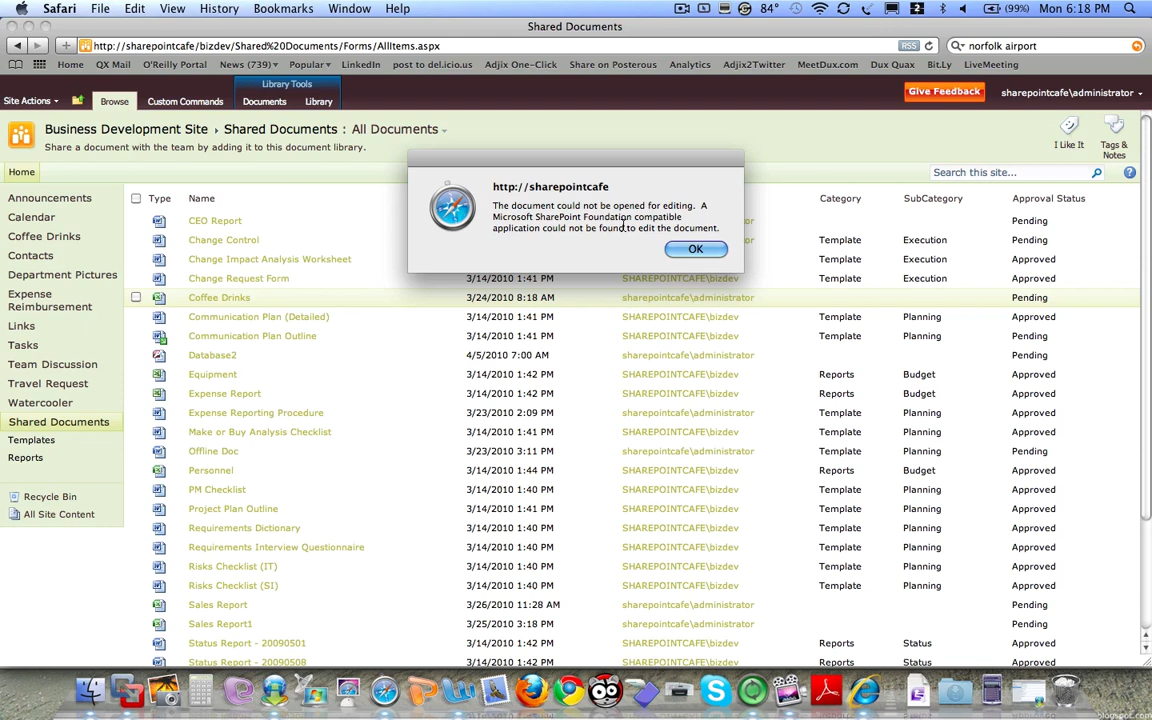 Safari File Edit View History Bookmarks Window Help 84° 2 (99%) Mon 6:18 PM
Shared Documents
http://sharepointcafe/bizdev/Shared%20Documents/Forms/AllItems.aspx RSS norfolk airport
Home QX Mail O'Reilly Portal News (739) Popular LinkedIn post to del.icio.us Adjix One-Click Share on Posterous Analytics Adjix2Twitter MeetDux.com Dux Quax Bit.Ly LiveMeeting
Library Tools
Site Actions Browse Custom Commands Documents Library Give Feedback sharepointcafe\administrator
Business Development Site Shared Documents : All Documents
Share a document with the team by adding it to this document library.
I Like It Tags & Notes
Home Search this site...
http://sharepointcafe
The document could not be opened for editing. A
Microsoft SharePoint Foundation compatible
application could not be found to edit the document.
OK
Announcements
Calendar
Coffee Drinks
Contacts
Department Pictures
Expense
Reimbursement
Links
Tasks
Team Discussion
Travel Request
Watercooler
Shared Documents
Templates
Reports
Recycle Bin
All Site Content
Type Name Category SubCategory Approval Status
CEO Report Pending
Change Control Template Execution Pending
Change Impact Analysis Worksheet Template Execution Approved
Change Request Form 3/14/2010 1:41 PM SHAREPOINTCAFE\bizdev Template Execution Approved
Coffee Drinks 3/24/2010 8:18 AM sharepointcafe\administrator Pending
Communication Plan (Detailed) 3/14/2010 1:41 PM SHAREPOINTCAFE\bizdev Template Planning Approved
Communication Plan Outline 3/14/2010 1:41 PM SHAREPOINTCAFE\bizdev Template Planning Pending
Database2 4/5/2010 7:00 AM sharepointcafe\administrator Pending
Equipment 3/14/2010 1:42 PM SHAREPOINTCAFE\bizdev Reports Budget Approved
Expense Report 3/14/2010 1:42 PM SHAREPOINTCAFE\bizdev Reports Budget Approved
Expense Reporting Procedure 3/23/2010 2:09 PM sharepointcafe\administrator Template Planning Approved
Make or Buy Analysis Checklist 3/14/2010 1:41 PM SHAREPOINTCAFE\bizdev Template Planning Approved
Offline Doc 3/23/2010 3:11 PM sharepointcafe\administrator Pending
Personnel 3/14/2010 1:44 PM SHAREPOINTCAFE\bizdev Reports Budget Approved
PM Checklist 3/14/2010 1:40 PM SHAREPOINTCAFE\bizdev Template Planning Approved
Project Plan Outline 3/14/2010 1:41 PM SHAREPOINTCAFE\bizdev Template Planning Approved
Requirements Dictionary 3/14/2010 1:40 PM SHAREPOINTCAFE\bizdev Template Planning Approved
Requirements Interview Questionnaire 3/14/2010 1:40 PM SHAREPOINTCAFE\bizdev Template Planning Approved
Risks Checklist (IT) 3/14/2010 1:40 PM SHAREPOINTCAFE\bizdev Template Planning Approved
Risks Checklist (SI) 3/14/2010 1:40 PM SHAREPOINTCAFE\bizdev Template Planning Approved
Sales Report 3/26/2010 11:28 AM sharepointcafe\administrator Pending
Sales Report1 3/25/2010 3:18 PM sharepointcafe\administrator Pending
Status Report - 20090501 3/14/2010 1:42 PM SHAREPOINTCAFE\bizdev Reports Status Approved
Status Report - 20090508 3/14/2010 1:42 PM SHAREPOINTCAFE\bizdev Reports Status Approved
blogspot.com